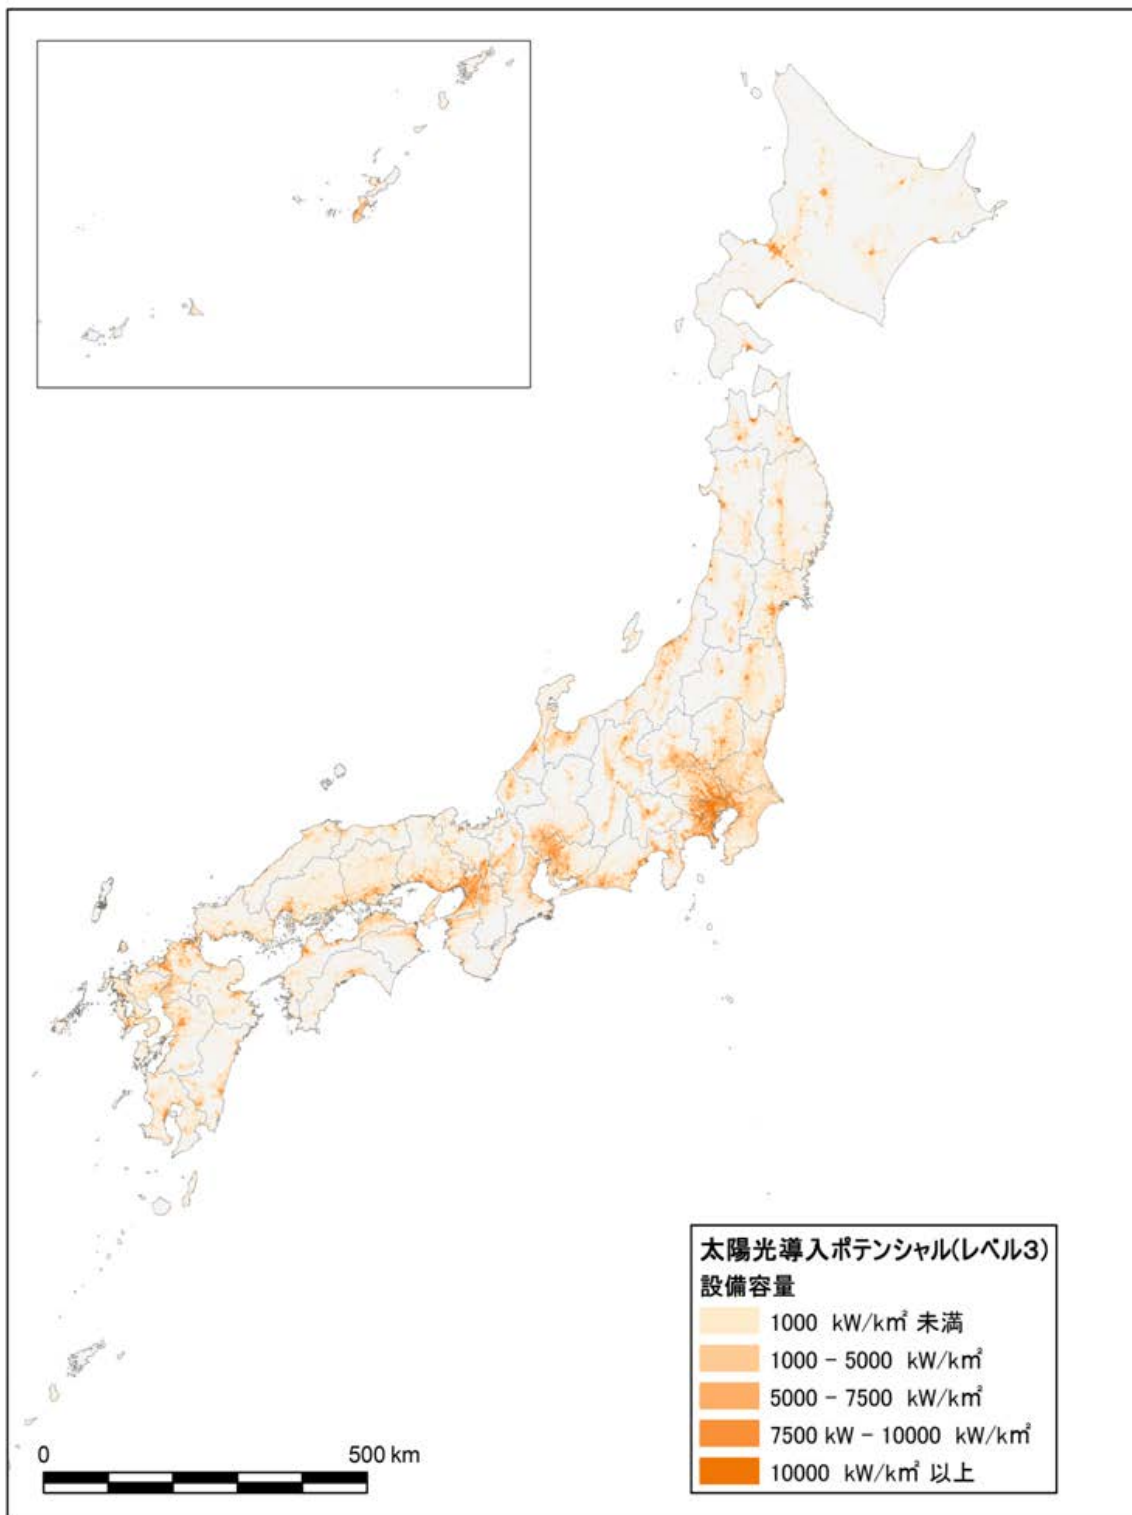 太陽光導入ポテンシャル(レベル3)
設備容量
1000 kW/k㎡ 未満
1000 - 5000 kW/k㎡
5000 - 7500 kW/k㎡
7500 kW - 10000 kW/k㎡
10000 kW/k㎡ 以上
0 500 km